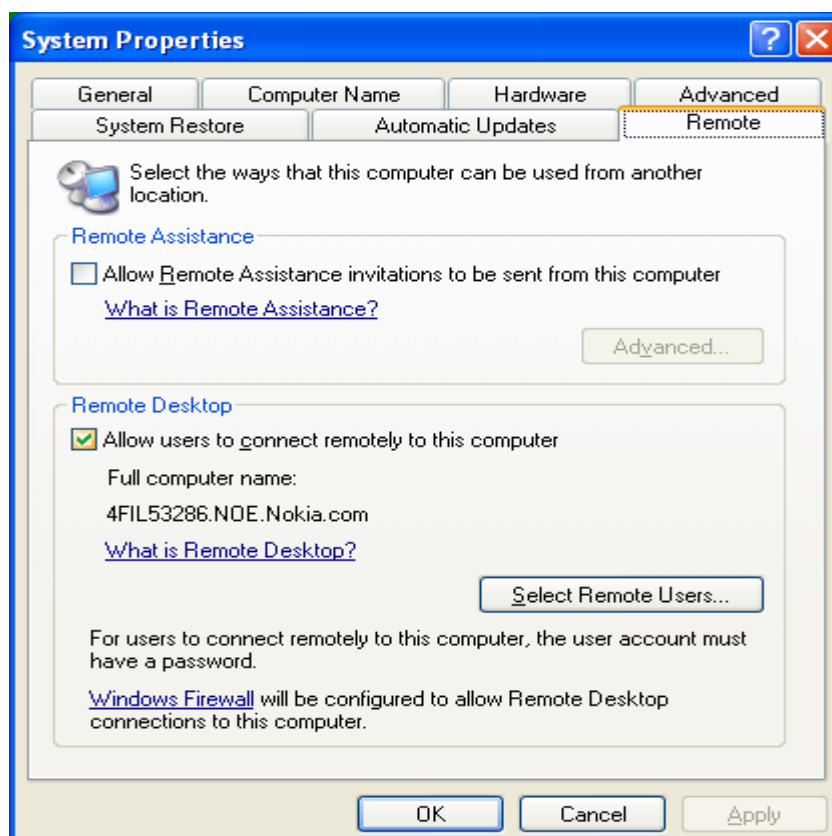 System Properties
General Computer Name Hardware Advanced
System Restore Automatic Updates Remote
Select the ways that this computer can be used from another
location.
Remote Assistance
Allow Remote Assistance invitations to be sent from this computer
What is Remote Assistance?
Advanced...
Remote Desktop
Allow users to connect remotely to this computer
Full computer name:
4FIL53286.NOE.Nokia.com
What is Remote Desktop?
Select Remote Users...
For users to connect remotely to this computer, the user account must
have a password.
Windows Firewall will be configured to allow Remote Desktop
connections to this computer.
OK Cancel Apply